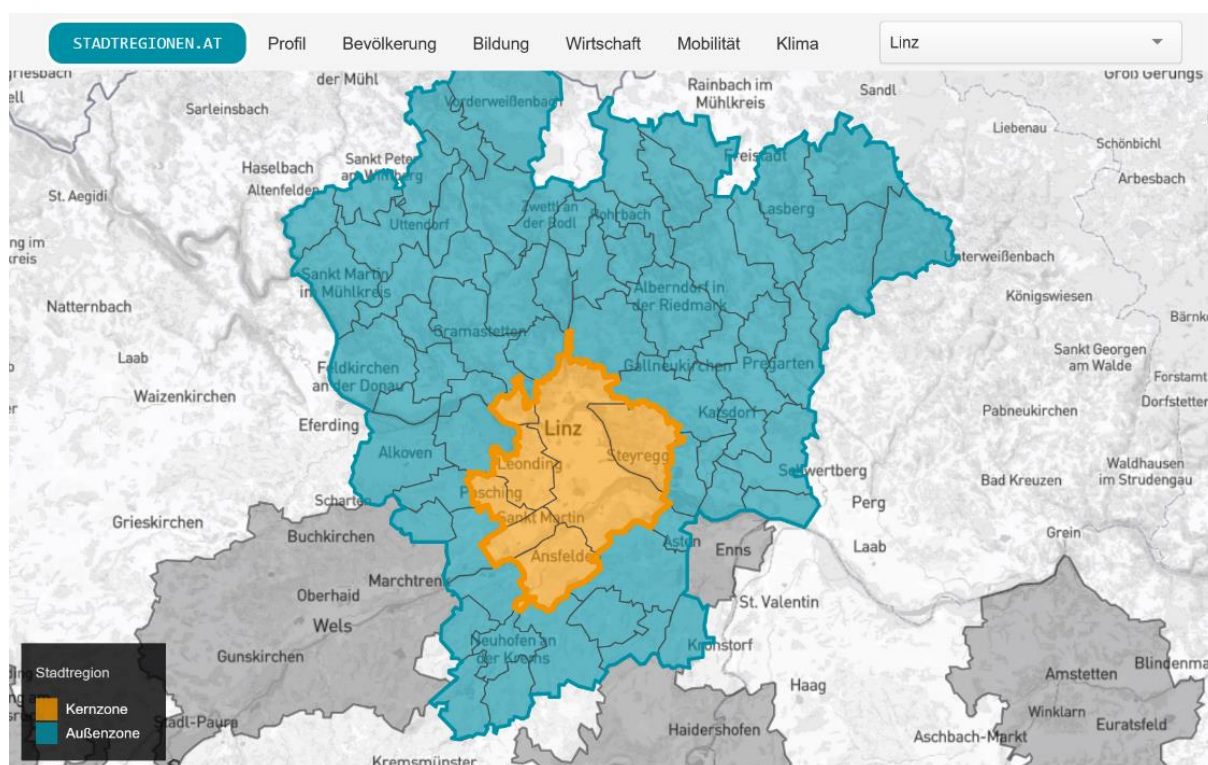 STADTREGIONEN.AT Profil Bevölkerung Bildung Wirtschaft Mobilität Klima Linz
der Mühl
Groß Gerungs
Rainbach im
Mühlkreis
Sandl
Vorderweißenbach
Sarleinsbach
Liebenau
Schönbichl
Haselbach
Sankt Peter
am Wimberg
Freistadt
Altenfelden
Arbesbach
St. Aegidi
Uttendorf
Zwettl an
der Rodl
Rohrbach
Lasberg
Unterweißenbach
Sankt Martin
im Mühlkreis
Alberndorf in
der Riedmark
Königswiesen
Natternbach
Gramastetten
Laab
Feldkirchen
an der Donau
Gallneukirchen
Pregarten
Sankt Georgen
am Walde
Forstamt
Waizenkirchen
Dorfstetten
Eferding
Linz
Katsdorf
Pabneukirchen
Alkoven
Leonding
Steyregg
Schwertberg
Waldhausen
im Strudengau
Pasching
Bad Kreuzen
Scharten
Perg
Grieskirchen
Sankt Martin
Buchkirchen
Ansfelden
Asten
Enns
Laab
Grein
Marchtrenk
Oberhaid
Wels
St. Valentin
Neuhofen an
der Krems
Kronstorf
Gunskirchen
Haag
Amstetten
Blindenma
Stadtregion
Kernzone
Außenzone
Stadl-Paura
Winklarn
Euratsfeld
Haidershofen
Aschbach-Markt
Kremsmünster